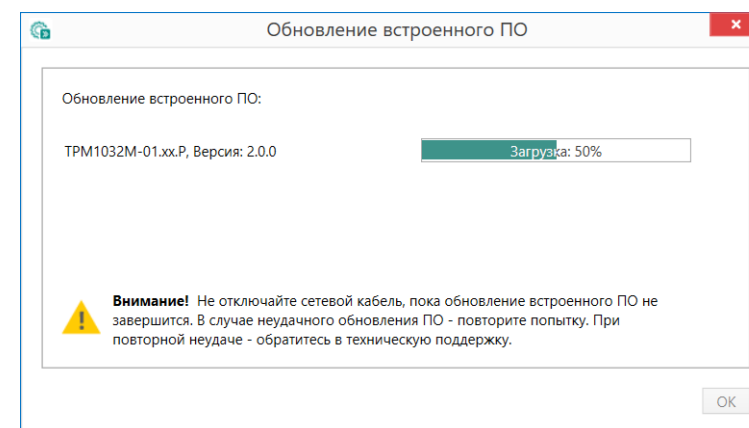 Обновление встроенного ПО
Обновление встроенного ПО:
ТРМ1032М-01.хх.Р, Версия: 2.0.0
Загрузка: 50%
Внимание! Не отключайте сетевой кабель, пока обновление встроенного ПО не
завершится. В случае неудачного обновления ПО - повторите попытку. При
повторной неудаче - обратитесь в техническую поддержку.
ОК